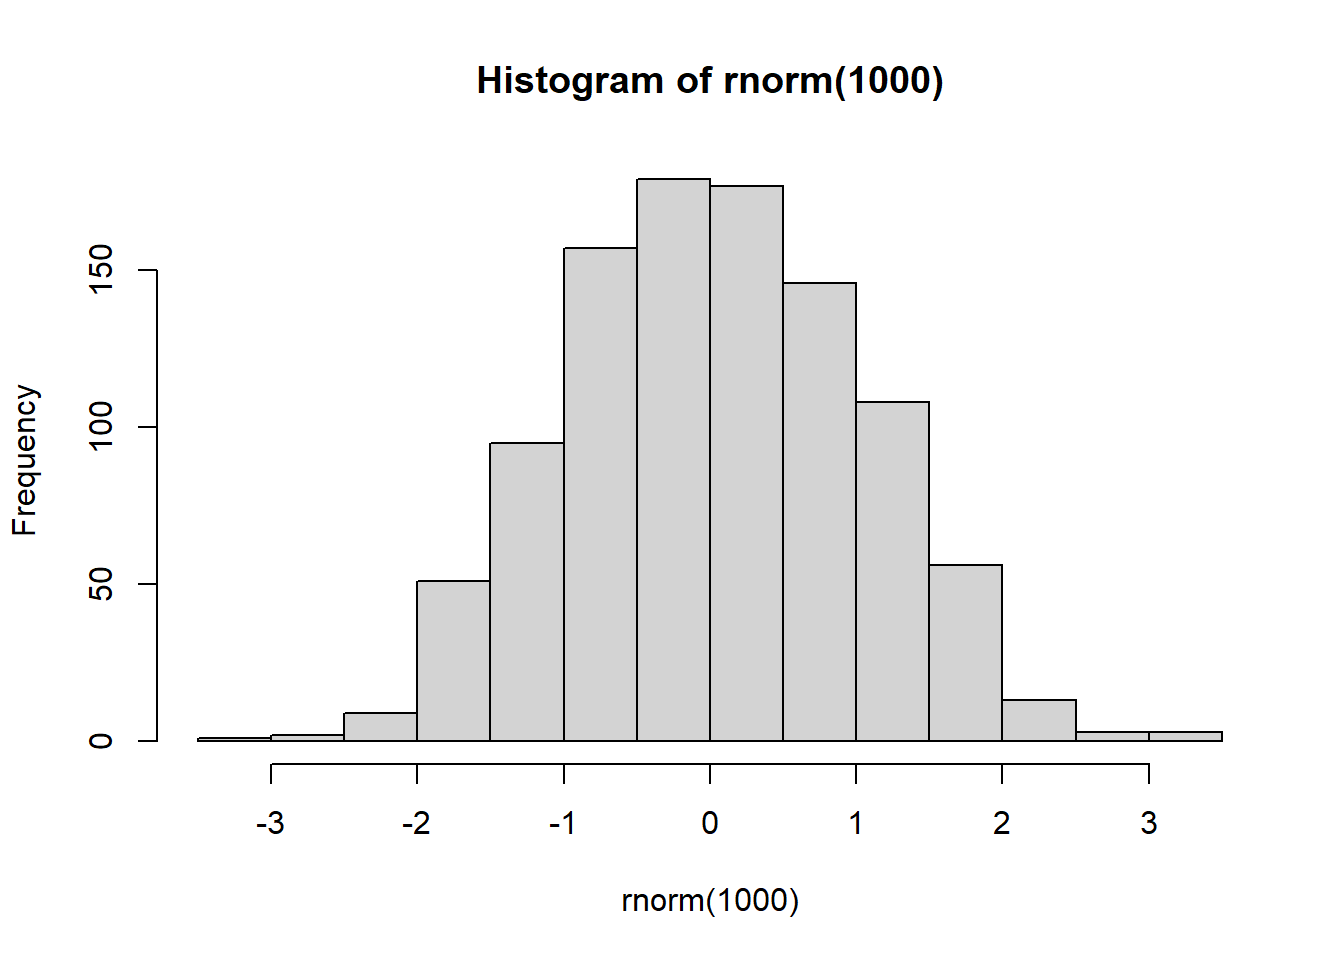 Histogram of rnorm(1000)
Frequency
150
100
50
0
-3 -2 -1 0 1 2 3
rnorm(1000)